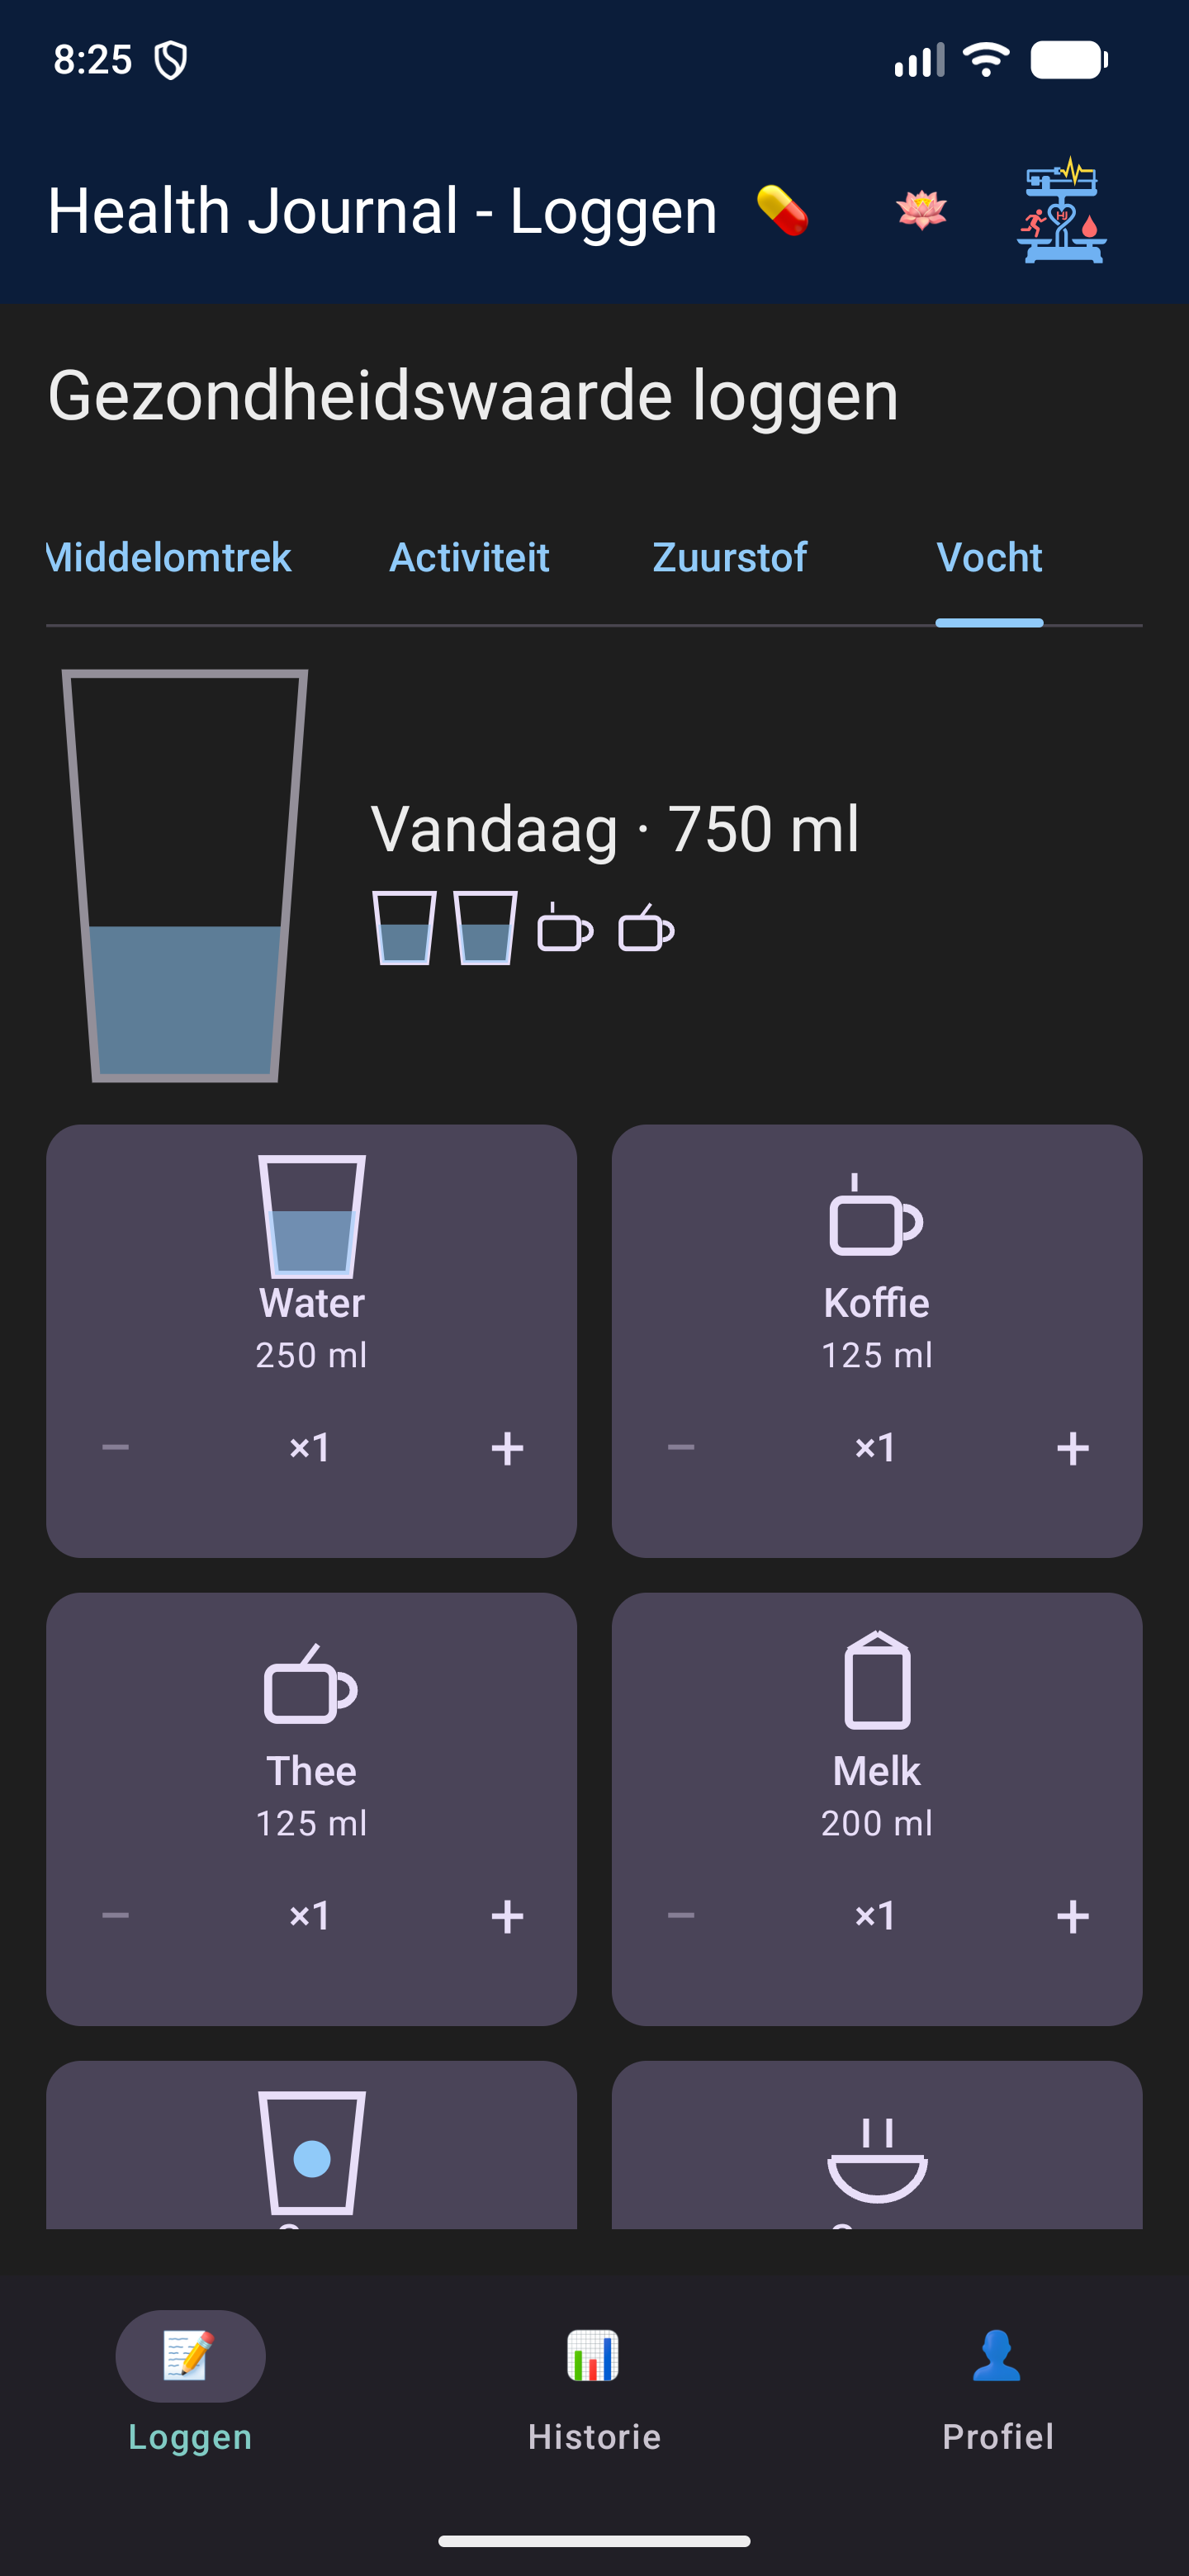 8:25
Health Journal - Loggen
HJ
Gezondheidswaarde loggen
Middelomtrek Activiteit Zuurstof Vocht
Vandaag · 750 ml
Water Koffie
250 ml 125 ml
− ×1 + − ×1 +
Thee Melk
125 ml 200 ml
− ×1 + − ×1 +
Loggen Historie Profiel